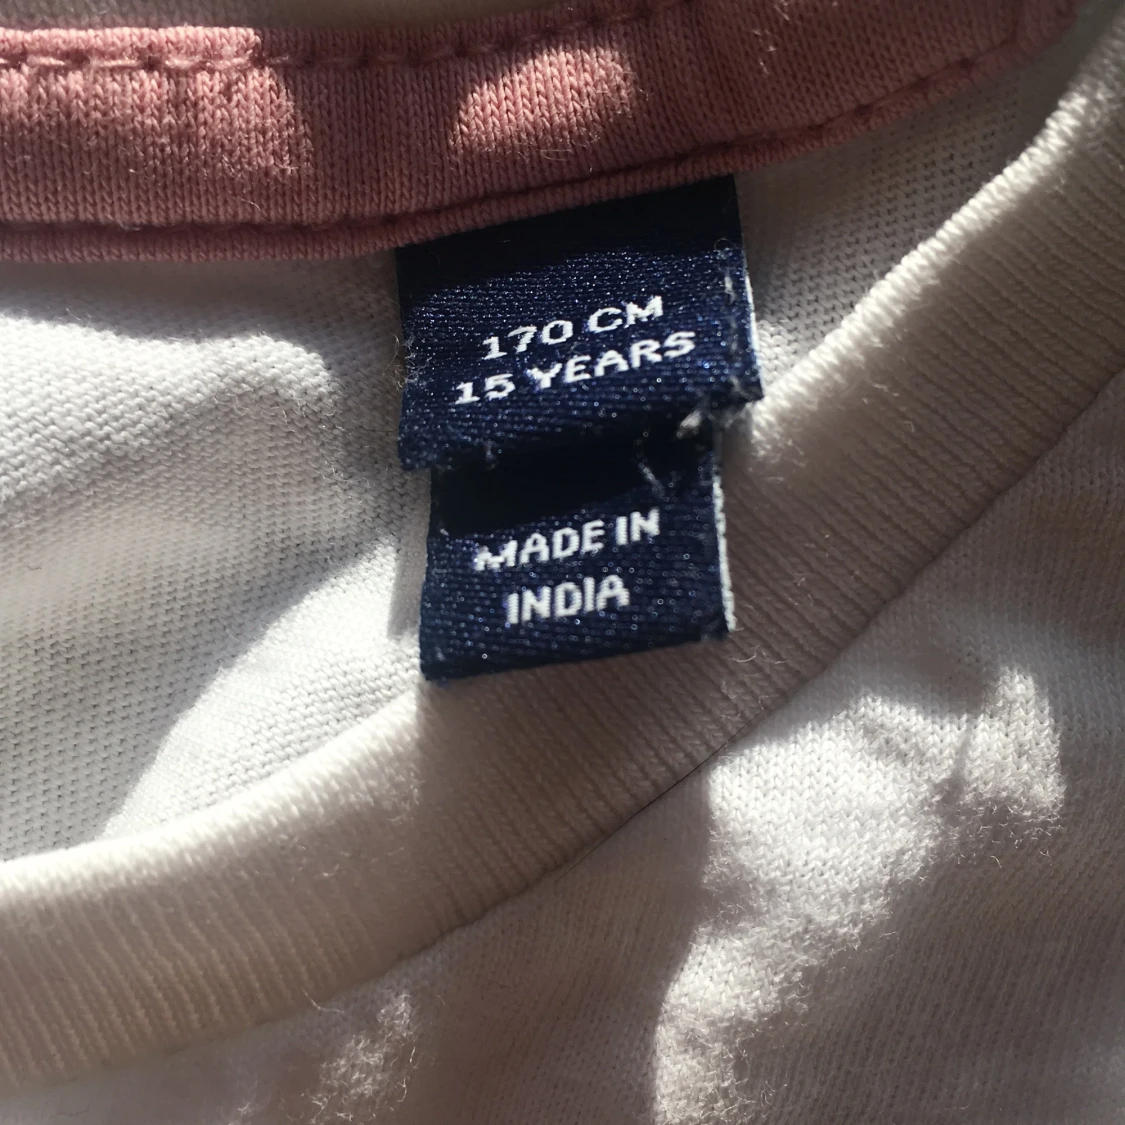 170 CM
15 YEARS
MADE IN
INDIA